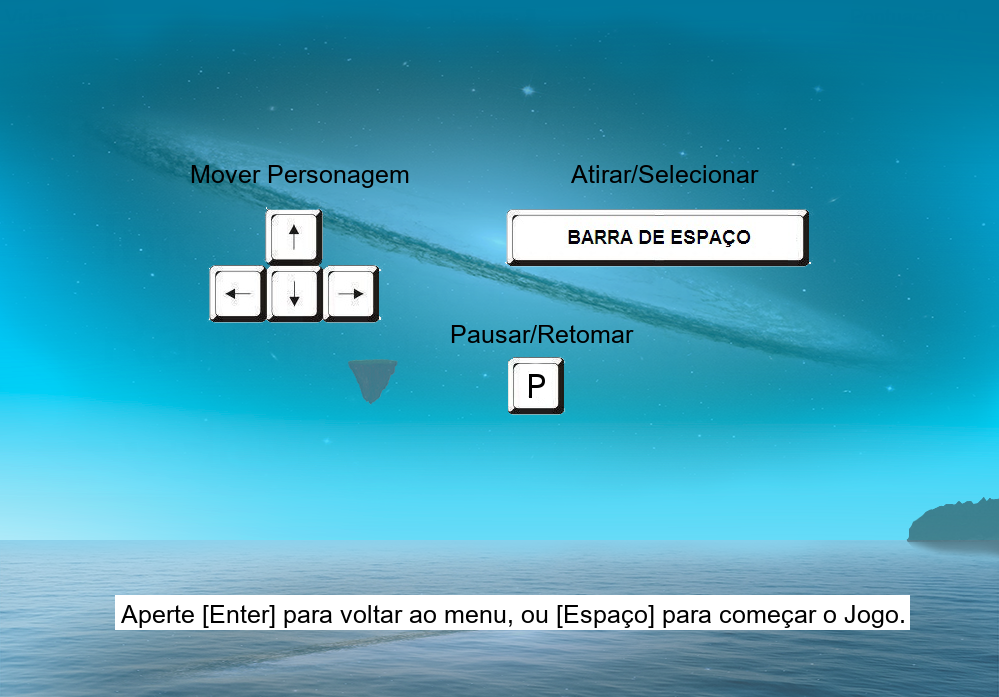 Mover Personagem
Atirar/Selecionar
↑
BARRA DE ESPAÇO
← ↓ →
Pausar/Retomar
P
Aperte [Enter] para voltar ao menu, ou [Espaço] para começar o Jogo.